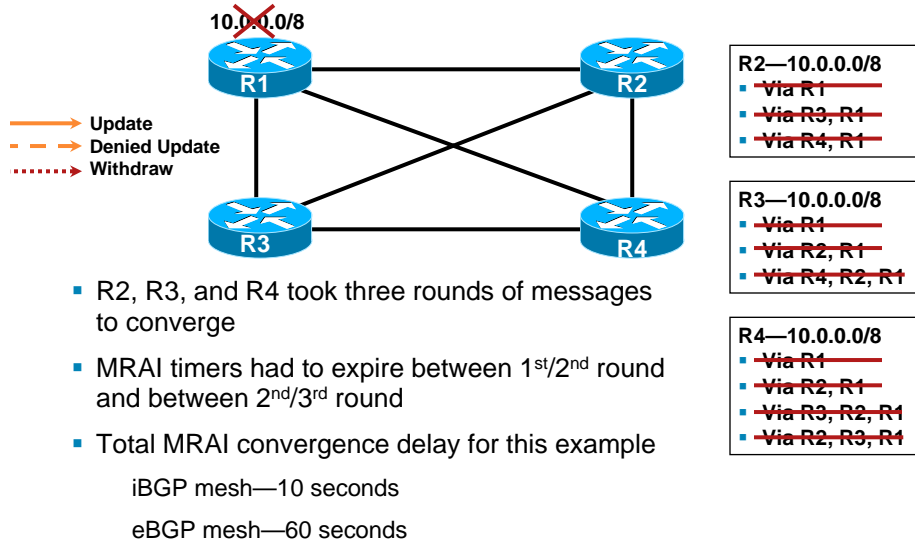 10.0.0.0/8
R1
R2
R3
R4
Update
Denied Update
Withdraw
R2—10.0.0.0/8
▪ Via R1
▪ Via R3, R1
▪ Via R4, R1
R3—10.0.0.0/8
▪ Via R1
▪ Via R2, R1
▪ Via R4, R2, R1
R4—10.0.0.0/8
▪ Via R1
▪ Via R2, R1
▪ Via R3, R2, R1
▪ Via R2, R3, R1
▪ R2, R3, and R4 took three rounds of messages
to converge
▪ MRAI timers had to expire between 1st/2nd round
and between 2nd/3rd round
▪ Total MRAI convergence delay for this example
iBGP mesh—10 seconds
eBGP mesh—60 seconds